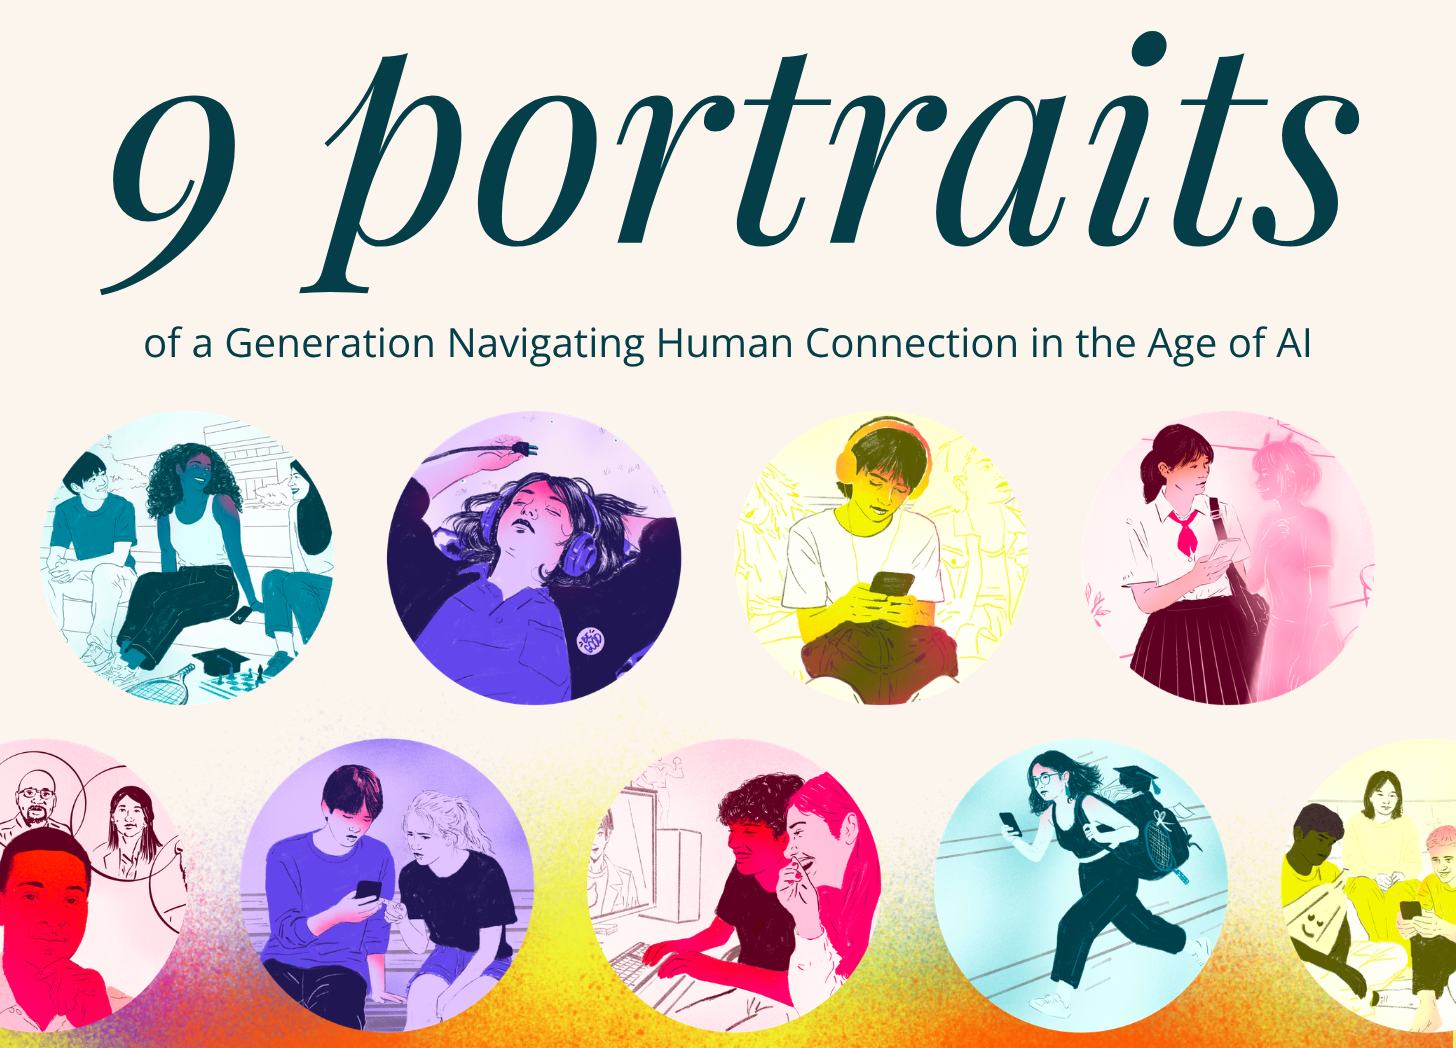 9 portraits
of a Generation Navigating Human Connection in the Age of AI